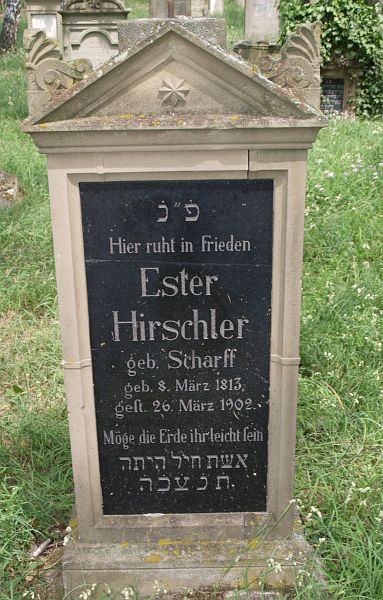 פ״נ
Hier ruht in Frieden
Ester
Hirschler
geb. Scharff
geb. 8. März 1813,
gest. 26. März 1902.
Möge die Erde ihr leicht sein
אשת חיל היתה
ת נ צ ב ה